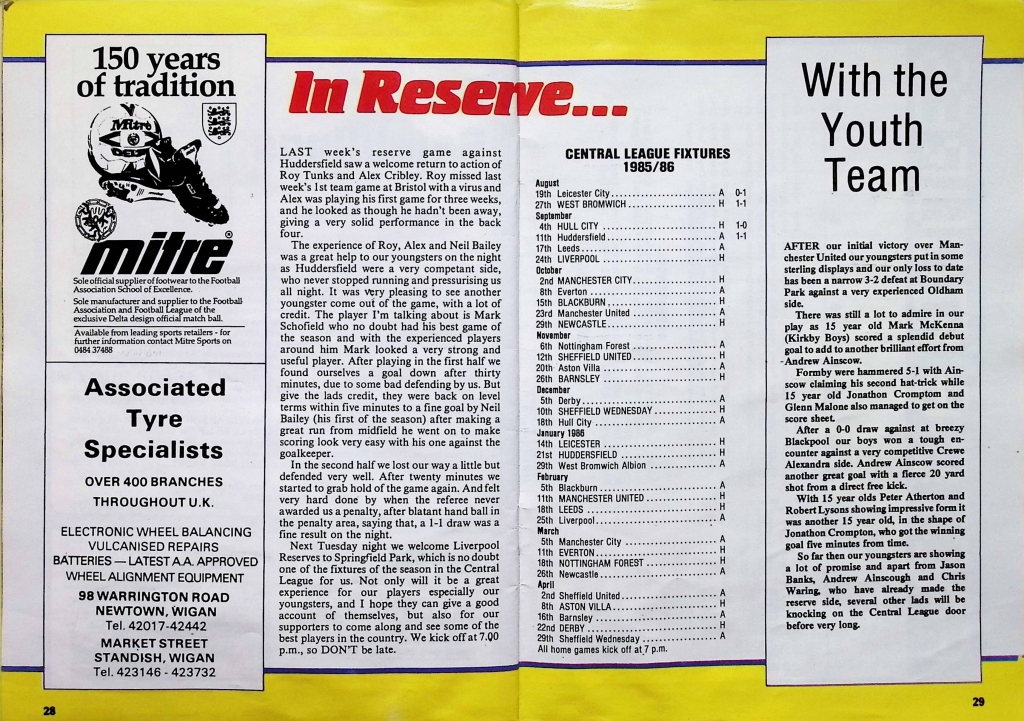 150 years
of tradition
Mitre
DELTA
mitre®
Sole official supplier of footwear to the Football
Association School of Excellence.
Sole manufacturer and supplier to the Football
Association and Football League of the
exclusive Delta design official match ball.
Available from leading sports retailers - for
further information contact Mitre Sports on
0484 37488
Associated
Tyre
Specialists
OVER 400 BRANCHES
THROUGHOUT U.K.
ELECTRONIC WHEEL BALANCING
VULCANISED REPAIRS
BATTERIES — LATEST A.A. APPROVED
WHEEL ALIGNMENT EQUIPMENT
98 WARRINGTON ROAD
NEWTOWN, WIGAN
Tel. 42017-42442
MARKET STREET
STANDISH, WIGAN
Tel. 423146 - 423732
28
In Reserve...
LAST week's reserve game against
Huddersfield saw a welcome return to action of
Roy Tunks and Alex Cribley. Roy missed last
week's 1st team game at Bristol with a virus and
Alex was playing his first game for three weeks,
and he looked as though he hadn't been away,
giving a very solid performance in the back
four.
The experience of Roy, Alex and Neil Bailey
was a great help to our youngsters on the night
as Huddersfield were a very competant side,
who never stopped running and pressurising us
all night. It was very pleasing to see another
youngster come out of the game, with a lot of
credit. The player I'm talking about is Mark
Schofield who no doubt had his best game of
the season and with the experienced players
around him Mark looked a very strong and
useful player. After playing in the first half we
found ourselves a goal down after thirty
minutes, due to some bad defending by us. But
give the lads credit, they were back on level
terms within five minutes to a fine goal by Neil
Bailey (his first of the season) after making a
great run from midfield he went on to make
scoring look very easy with his one against the
goalkeeper.
In the second half we lost our way a little but
defended very well. After twenty minutes we
started to grab hold of the game again. And felt
very hard done by when the referee never
awarded us a penalty, after blatant hand ball in
the penalty area, saying that, a 1-1 draw was a
fine result on the night.
Next Tuesday night we welcome Liverpool
Reserves to Springfield Park, which is no doubt
one of the fixtures of the season in the Central
League for us. Not only will it be a great
experience for our players especially our
youngsters, and I hope they can give a good
account of themselves, but also for our
supporters to come along and see some of the
best players in the country. We kick off at 7.00
p.m., so DON'T be late.
CENTRAL LEAGUE FIXTURES
1985/86
August
19th Leicester City ........................ A 0-1
27th WEST BROMWICH .................... H 1-1
September
4th HULL CITY ............................ H 1-0
11th Huddersfield .......................... A 1-1
17th Leeds ................................ A
24th LIVERPOOL ........................... H
October
2nd MANCHESTER CITY ................... H
8th Everton ............................... A
15th BLACKBURN .......................... H
23rd Manchester United .................... A
29th NEWCASTLE .......................... H
November
6th Nottingham Forest ..................... A
12th SHEFFIELD UNITED ................... H
20th Aston Villa ............................ A
26th BARNSLEY ........................... H
December
5th Derby ................................. A
10th SHEFFIELD WEDNESDAY .............. H
18th Hull City .............................. A
January 1986
14th LEICESTER ........................... H
21st HUDDERSFIELD ....................... H
29th West Bromwich Albion ................ A
February
5th Blackburn ............................. A
11th MANCHESTER UNITED ................ H
18th LEEDS ............................... H
25th Liverpool ............................. A
March
5th Manchester City ....................... A
11th EVERTON ............................ H
18th NOTTINGHAM FOREST ................ H
26th Newcastle ............................ A
April
2nd Sheffield United ....................... A
8th ASTON VILLA ......................... H
16th Barnsley ............................. A
22nd DERBY .............................. H
29th Sheffield Wednesday .................. A
All home games kick off at 7 p.m.
With the
Youth
Team
AFTER our initial victory over Man-
chester United our youngsters put in some
sterling displays and our only loss to date
has been a narrow 3-2 defeat at Boundary
Park against a very experienced Oldham
side.
There was still a lot to admire in our
play as 15 year old Mark McKenna
(Kirkby Boys) scored a splendid debut
goal to add to another brilliant effort from
Andrew Ainscow.
Formby were hammered 5-1 with Ain-
scow claiming his second hat-trick while
15 year old Jonathon Cromptom and
Glenn Malone also managed to get on the
score sheet.
After a 0-0 draw against at breezy
Blackpool our boys won a tough en-
counter against a very competitive Crewe
Alexandra side. Andrew Ainscow scored
another great goal with a fierce 20 yard
shot from a direct free kick.
With 15 year olds Peter Atherton and
Robert Lysons showing impressive form it
was another 15 year old, in the shape of
Jonathon Crompton, who got the winning
goal five minutes from time.
So far then our youngsters are showing
a lot of promise and apart from Jason
Banks, Andrew Ainscough and Chris
Waring, who have already made the
reserve side, several other lads will be
knocking on the Central League door
before very long.
29